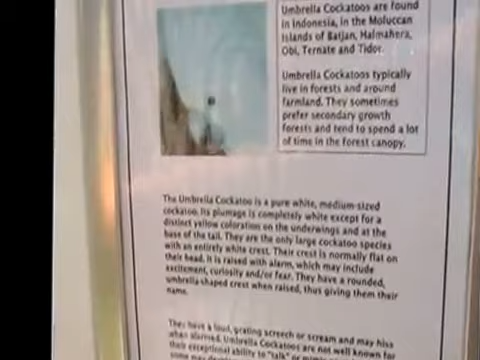 Umbrella Cockatoos are found
in Indonesia, in the Moluccan
Islands of Batjan, Halmahera,
Obi, Ternate and Tidor.
Umbrella Cockatoos typically
live in forests and around
farmland. They sometimes
prefer secondary growth
forests and tend to spend a lot
of time in the forest canopy.
The Umbrella Cockatoo is a pure white, medium-sized
cockatoo. Its plumage is completely white except for a
distinct yellow coloration on the underwings and at the
base of the tail. They are the only large cockatoo species
with an entirely white crest. Their crest is normally flat on
their head. It is raised with alarm, which may include
excitement, curiosity and/or fear. They have a rounded,
umbrella-shaped crest when raised, thus giving them their
name.
They have a loud, grating screech or scream and may hiss
when alarmed. Umbrella Cockatoos are not well known for
their exceptional ability to "talk" or
some may